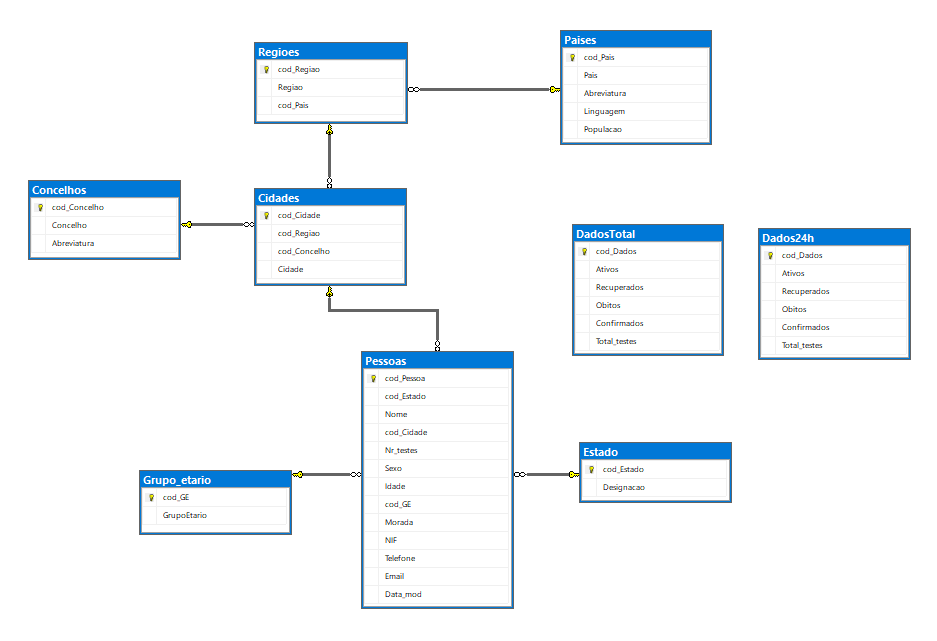 Regioes
cod_Regiao
Regiao
cod_Pais
Paises
cod_Pais
Pais
Abreviatura
Linguagem
Populacao
Concelhos
cod_Concelho
Concelho
Abreviatura
Cidades
cod_Cidade
cod_Regiao
cod_Concelho
Cidade
DadosTotal
cod_Dados
Ativos
Recuperados
Obitos
Confirmados
Total_testes
Dados24h
cod_Dados
Ativos
Recuperados
Obitos
Confirmados
Total_testes
Pessoas
cod_Pessoa
cod_Estado
Nome
cod_Cidade
Nr_testes
Sexo
Idade
cod_GE
Morada
NIF
Telefone
Email
Data_mod
Grupo_etario
cod_GE
GrupoEtario
Estado
cod_Estado
Designacao